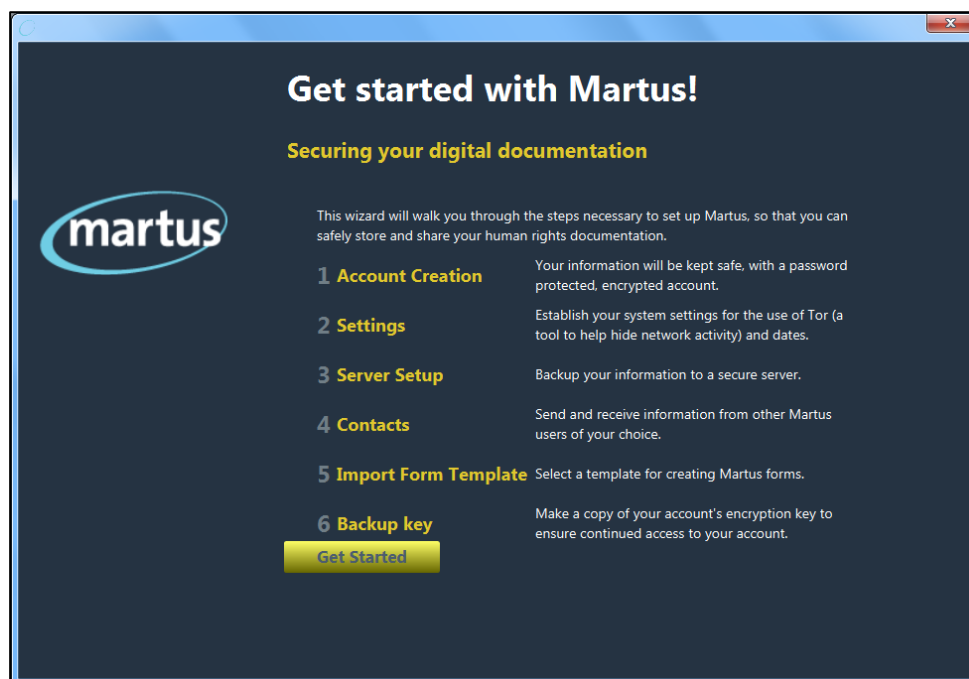 Get started with Martus!
Securing your digital documentation
martus
This wizard will walk you through the steps necessary to set up Martus, so that you can
safely store and share your human rights documentation.
1 Account Creation
Your information will be kept safe, with a password
protected, encrypted account.
2 Settings
Establish your system settings for the use of Tor (a
tool to help hide network activity) and dates.
3 Server Setup
Backup your information to a secure server.
4 Contacts
Send and receive information from other Martus
users of your choice.
5 Import Form Template
Select a template for creating Martus forms.
6 Backup key
Make a copy of your account's encryption key to
ensure continued access to your account.
Get Started